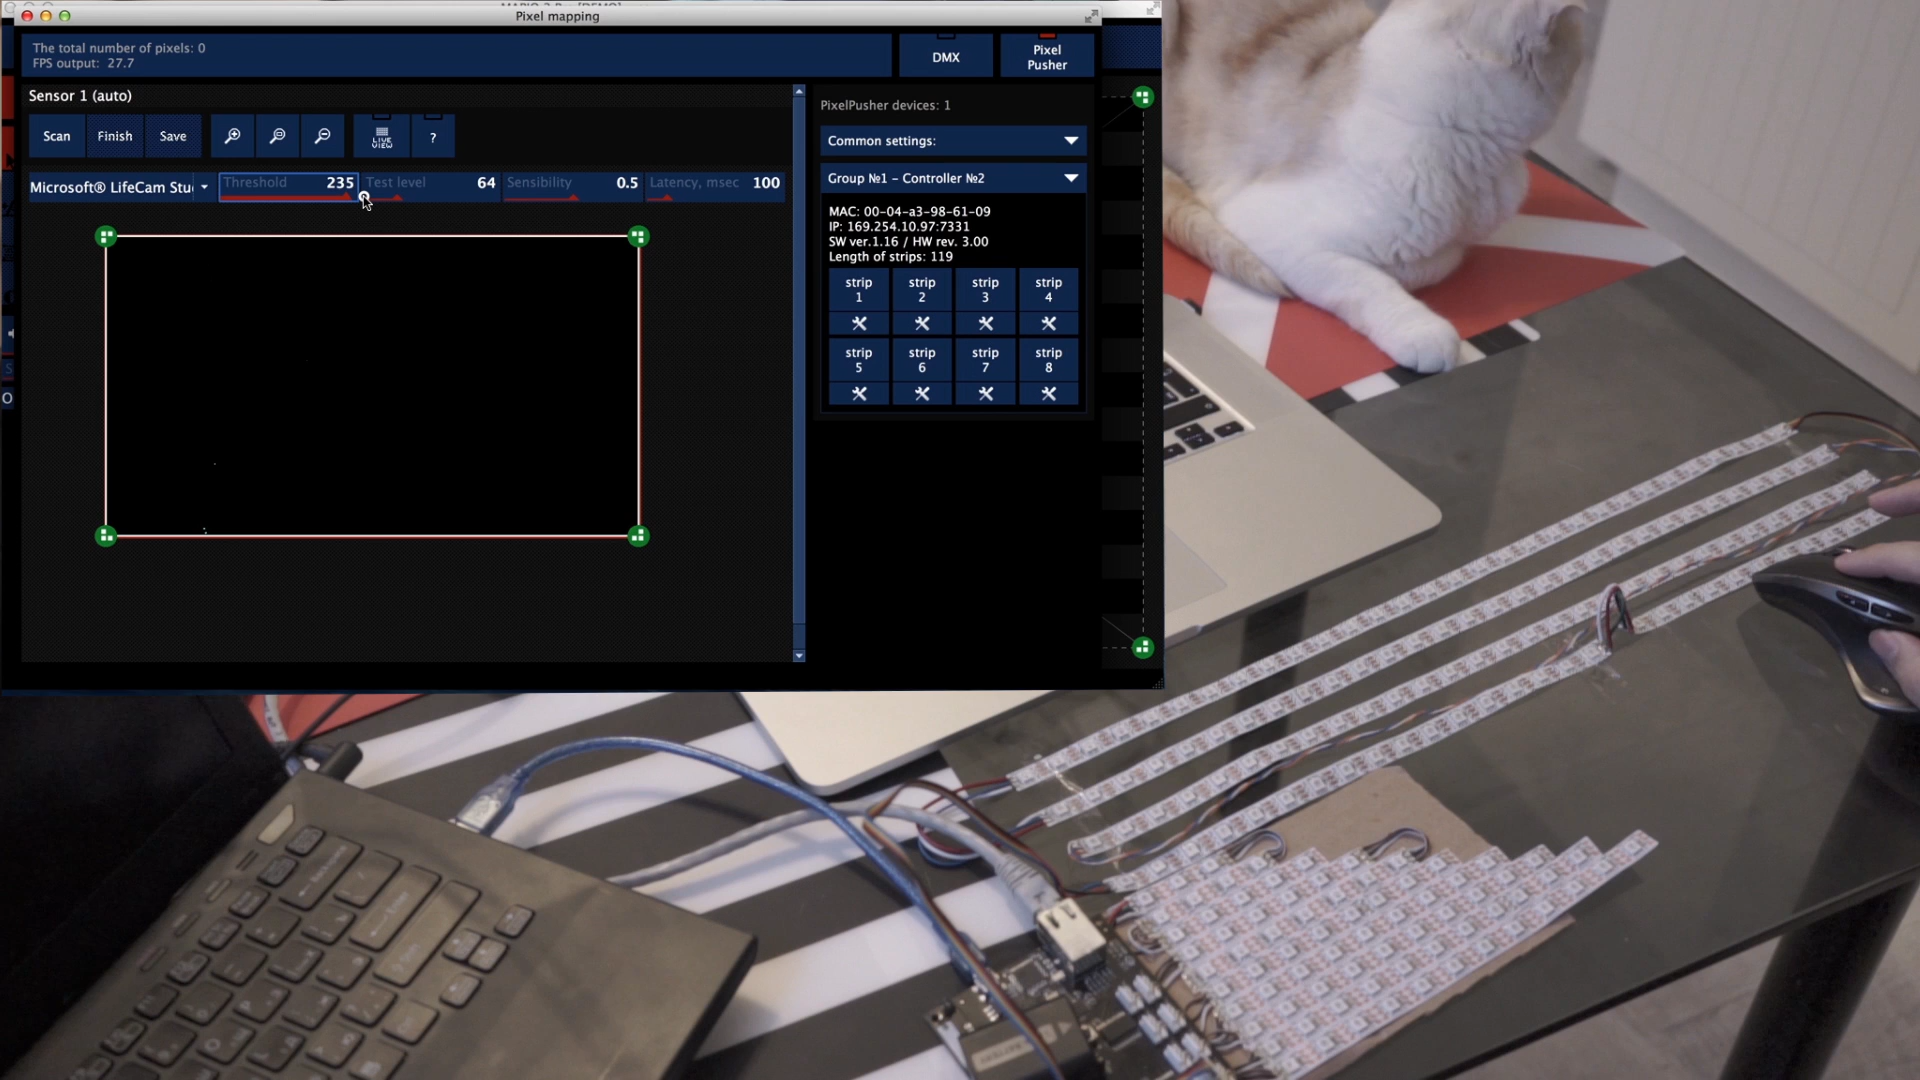 Pixel mapping
The total number of pixels: 0
FPS output: 27.7
DMX
Pixel
Pusher
Sensor 1 (auto)
Scan
Finish
Save
LIVE
VIEW
?
Microsoft® LifeCam Stu
Threshold 235
Test level 64
Sensibility 0.5
Latency, msec 100
PixelPusher devices: 1
Common settings:
Group №1 – Controller №2
MAC: 00-04-a3-98-61-09
IP: 169.254.10.97:7331
SW ver.1.16 / HW rev. 3.00
Length of strips: 119
strip
1
strip
2
strip
3
strip
4
strip
5
strip
6
strip
7
strip
8